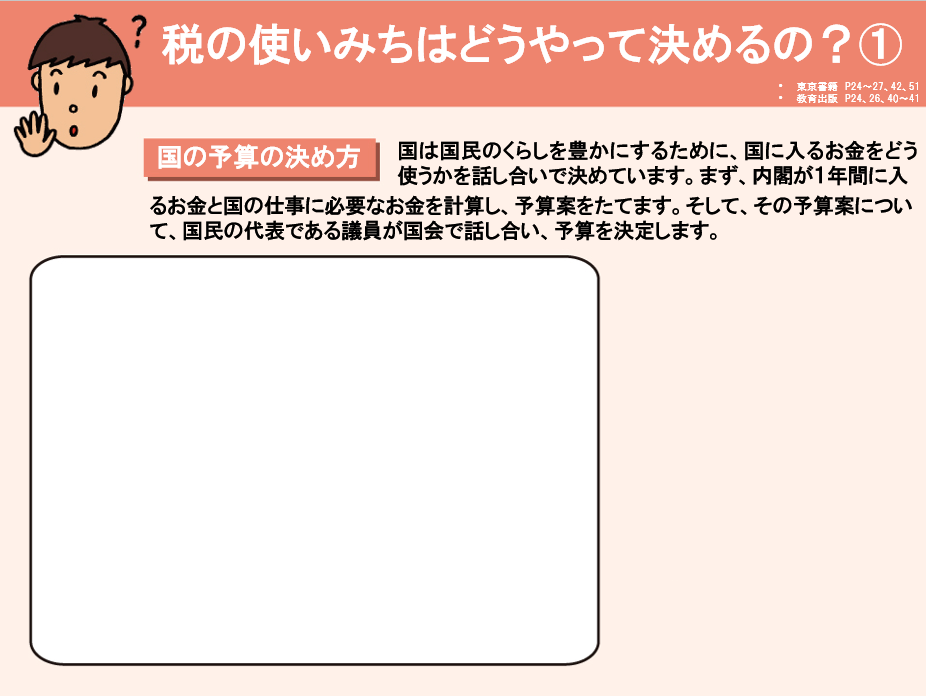 ?
税の使いみちはどうやって決めるの？①
• 東京書籍 P24～27、42、51
• 教育出版 P24、26、40～41
国の予算の決め方
国は国民のくらしを豊かにするために、国に入るお金をどう
使うかを話し合いで決めています。まず、内閣が1年間に入
るお金と国の仕事に必要なお金を計算し、予算案をたてます。そして、その予算案につい
て、国民の代表である議員が国会で話し合い、予算を決定します。